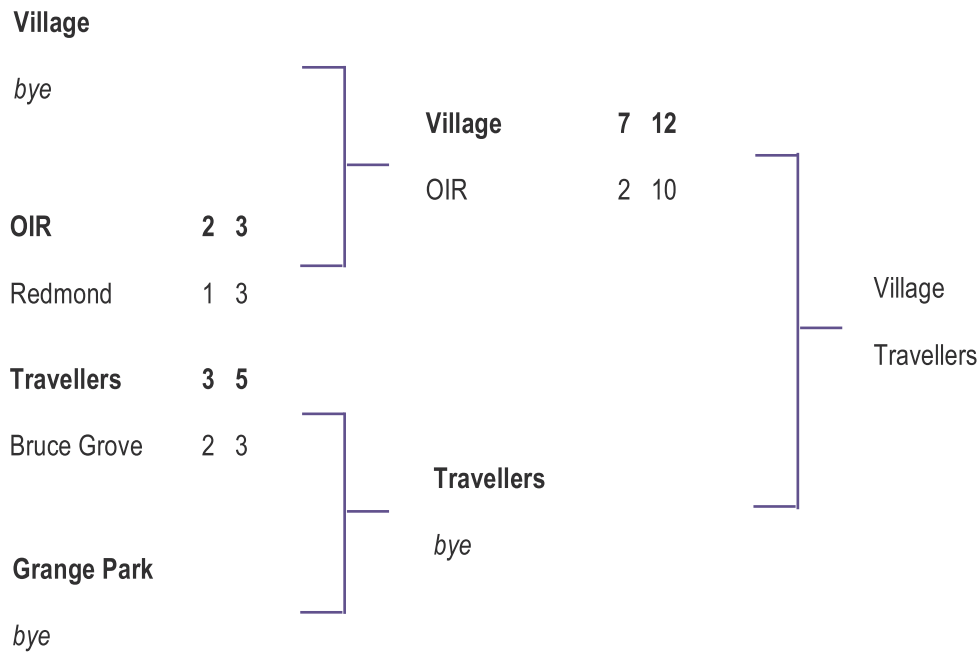 Village
bye
OIR 2 3
Redmond 1 3
Travellers 3 5
Bruce Grove 2 3
Grange Park
bye
Village 7 12
OIR 2 10
Travellers
bye
Village
Travellers